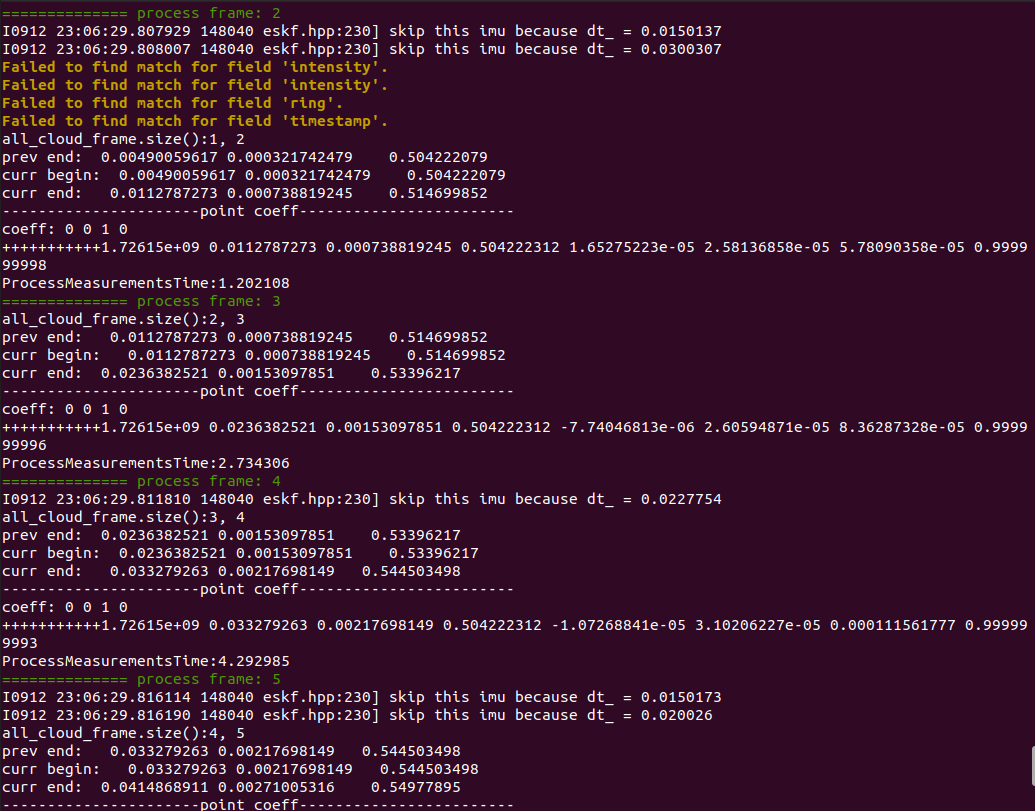 ============== process frame: 2
I0912 23:06:29.807929 148040 eskf.hpp:230] skip this imu because dt_ = 0.0150137
I0912 23:06:29.808007 148040 eskf.hpp:230] skip this imu because dt_ = 0.0300307
Failed to find match for field 'intensity'.
Failed to find match for field 'intensity'.
Failed to find match for field 'ring'.
Failed to find match for field 'timestamp'.
all_cloud_frame.size():1, 2
prev end:  0.00490059617 0.000321742479    0.504222079
curr begin:  0.00490059617 0.000321742479    0.504222079
curr end:   0.0112787273 0.000738819245    0.514699852
----------------------point coeff------------------------
coeff: 0 0 1 0
+++++++++++1.72615e+09 0.0112787273 0.000738819245 0.504222312 1.65275223e-05 2.58136858e-05 5.78090358e-05 0.9999
99998
ProcessMeasurementsTime:1.202108
============== process frame: 3
all_cloud_frame.size():2, 3
prev end:   0.0112787273 0.000738819245    0.514699852
curr begin:   0.0112787273 0.000738819245    0.514699852
curr end:  0.0236382521 0.00153097851    0.53396217
----------------------point coeff------------------------
coeff: 0 0 1 0
+++++++++++1.72615e+09 0.0236382521 0.00153097851 0.504222312 -7.74046813e-06 2.60594871e-05 8.36287328e-05 0.9999
99996
ProcessMeasurementsTime:2.734306
============== process frame: 4
I0912 23:06:29.811810 148040 eskf.hpp:230] skip this imu because dt_ = 0.0227754
all_cloud_frame.size():3, 4
prev end:  0.0236382521 0.00153097851    0.53396217
curr begin:  0.0236382521 0.00153097851    0.53396217
curr end:   0.033279263 0.00217698149   0.544503498
----------------------point coeff------------------------
coeff: 0 0 1 0
+++++++++++1.72615e+09 0.033279263 0.00217698149 0.504222312 -1.07268841e-05 3.10206227e-05 0.000111561777 0.99999
9993
ProcessMeasurementsTime:4.292985
============== process frame: 5
I0912 23:06:29.816114 148040 eskf.hpp:230] skip this imu because dt_ = 0.0150173
I0912 23:06:29.816190 148040 eskf.hpp:230] skip this imu because dt_ = 0.020026
all_cloud_frame.size():4, 5
prev end:   0.033279263 0.00217698149   0.544503498
curr begin:   0.033279263 0.00217698149   0.544503498
curr end:  0.0414868911 0.00271005316    0.54977895
----------------------point coeff------------------------